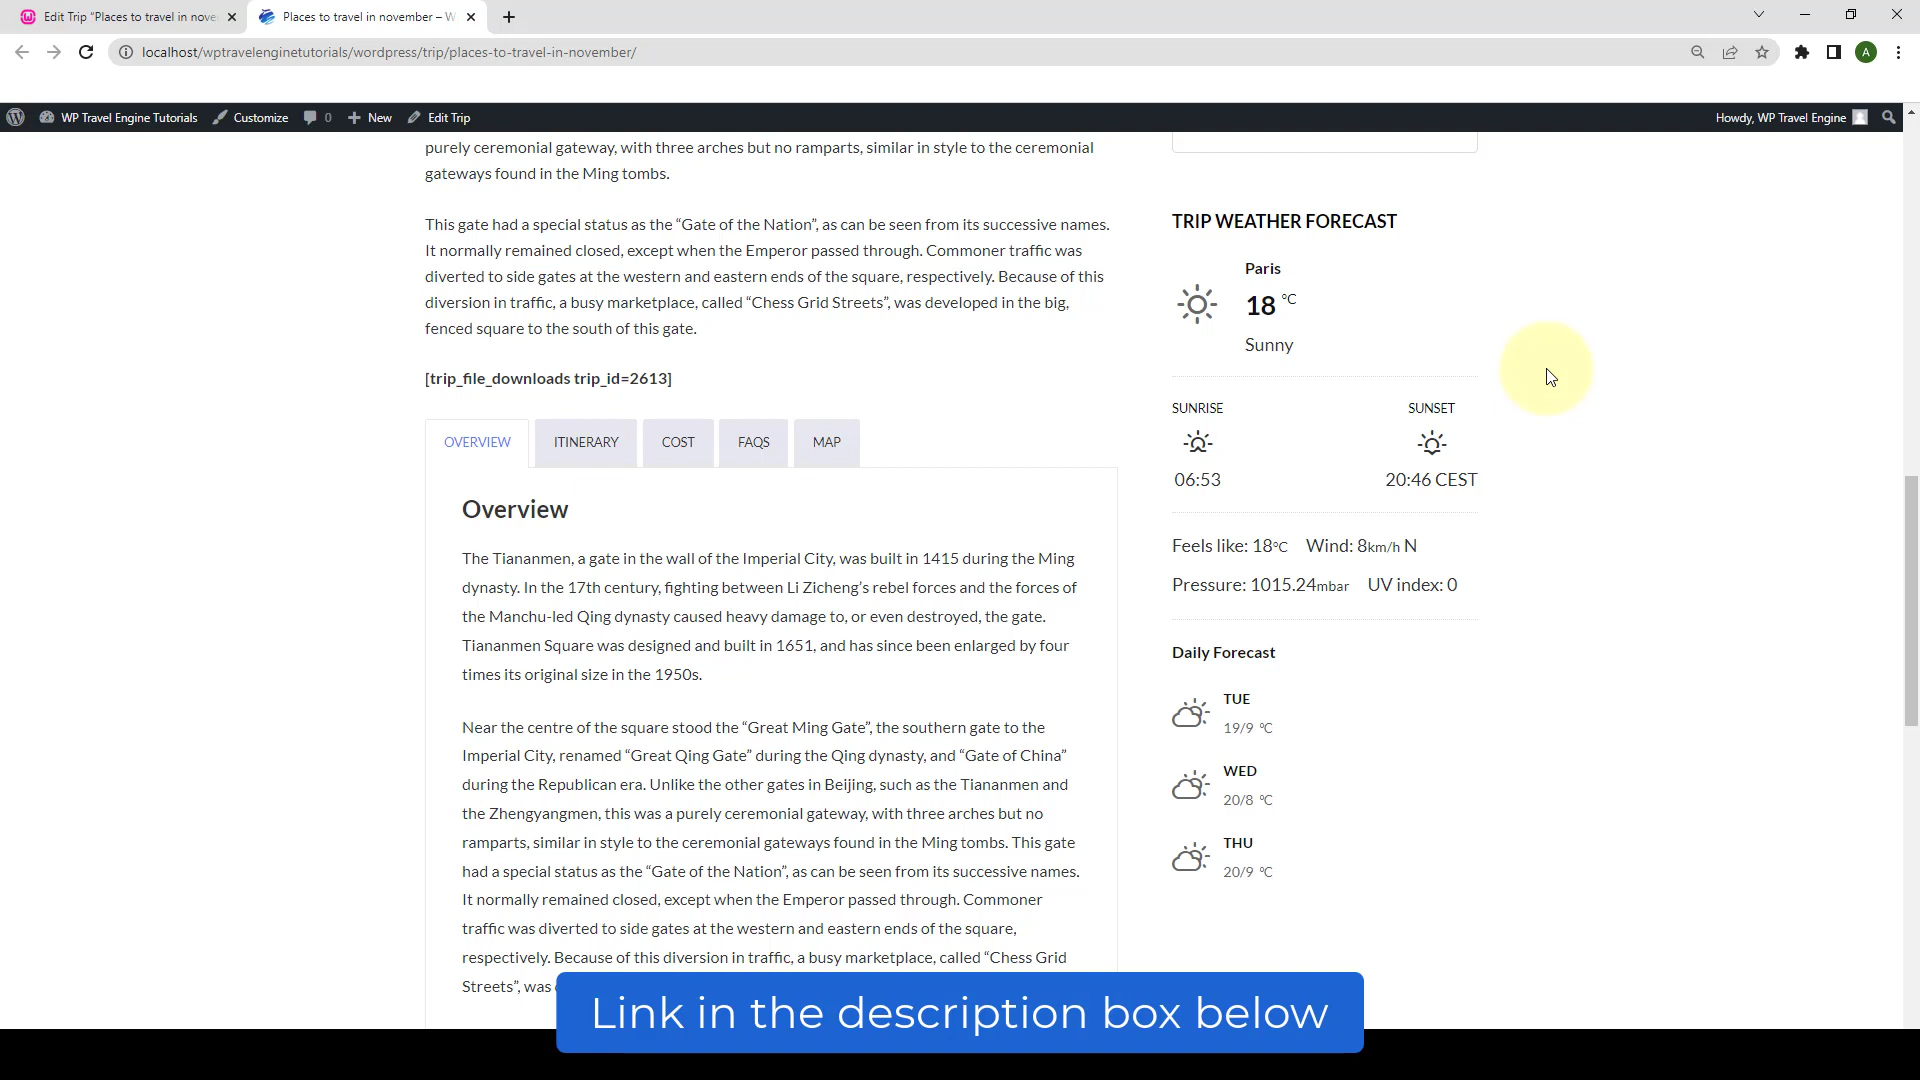 Edit Trip "Places to travel in nove
Places to travel in november – W
localhost/wptravelenginetutorials/wordpress/trip/places-to-travel-in-november/
A
WP Travel Engine Tutorials
Customize
0
New
Edit Trip
Howdy, WP Travel Engine
purely ceremonial gateway, with three arches but no ramparts, similar in style to the ceremonial
gateways found in the Ming tombs.
This gate had a special status as the “Gate of the Nation”, as can be seen from its successive names.
It normally remained closed, except when the Emperor passed through. Commoner traffic was
diverted to side gates at the western and eastern ends of the square, respectively. Because of this
diversion in traffic, a busy marketplace, called “Chess Grid Streets”, was developed in the big,
fenced square to the south of this gate.
[trip_file_downloads trip_id=2613]
OVERVIEW
ITINERARY
COST
FAQS
MAP
Overview
The Tiananmen, a gate in the wall of the Imperial City, was built in 1415 during the Ming
dynasty. In the 17th century, fighting between Li Zicheng’s rebel forces and the forces of
the Manchu-led Qing dynasty caused heavy damage to, or even destroyed, the gate.
Tiananmen Square was designed and built in 1651, and has since been enlarged by four
times its original size in the 1950s.
Near the centre of the square stood the “Great Ming Gate”, the southern gate to the
Imperial City, renamed “Great Qing Gate” during the Qing dynasty, and “Gate of China”
during the Republican era. Unlike the other gates in Beijing, such as the Tiananmen and
the Zhengyangmen, this was a purely ceremonial gateway, with three arches but no
ramparts, similar in style to the ceremonial gateways found in the Ming tombs. This gate
had a special status as the “Gate of the Nation”, as can be seen from its successive names.
It normally remained closed, except when the Emperor passed through. Commoner
traffic was diverted to side gates at the western and eastern ends of the square,
respectively. Because of this diversion in traffic, a busy marketplace, called “Chess Grid
Streets”, was
TRIP WEATHER FORECAST
Paris
18 °C
Sunny
SUNRISE
SUNSET
06:53
20:46 CEST
Feels like: 18°C Wind: 8km/h N
Pressure: 1015.24mbar UV index: 0
Daily Forecast
TUE
19/9 °C
WED
20/8 °C
THU
20/9 °C
Link in the description box below